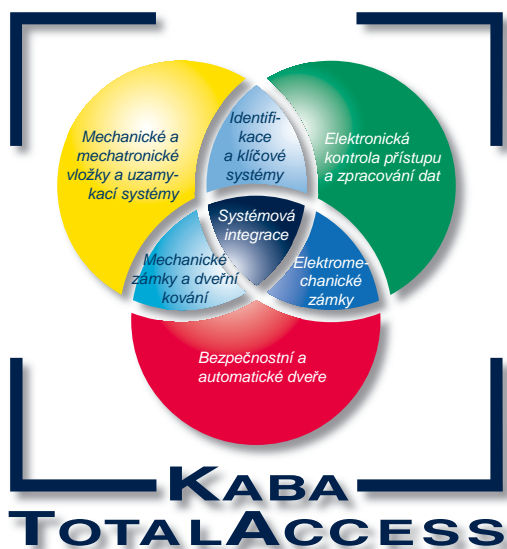 Mechanické a
mechatronické
vložky a uzamy-
kací systémy
Identifi-
kace
a klíčové
systémy
Elektronická
kontrola přístupu
a zpracování dat
Systémová
integrace
Mechanické
zámky a dveřní
kování
Elektrome-
chanické
zámky
Bezpečnostní a
automatické dveře
KABA
TOTALACCESS